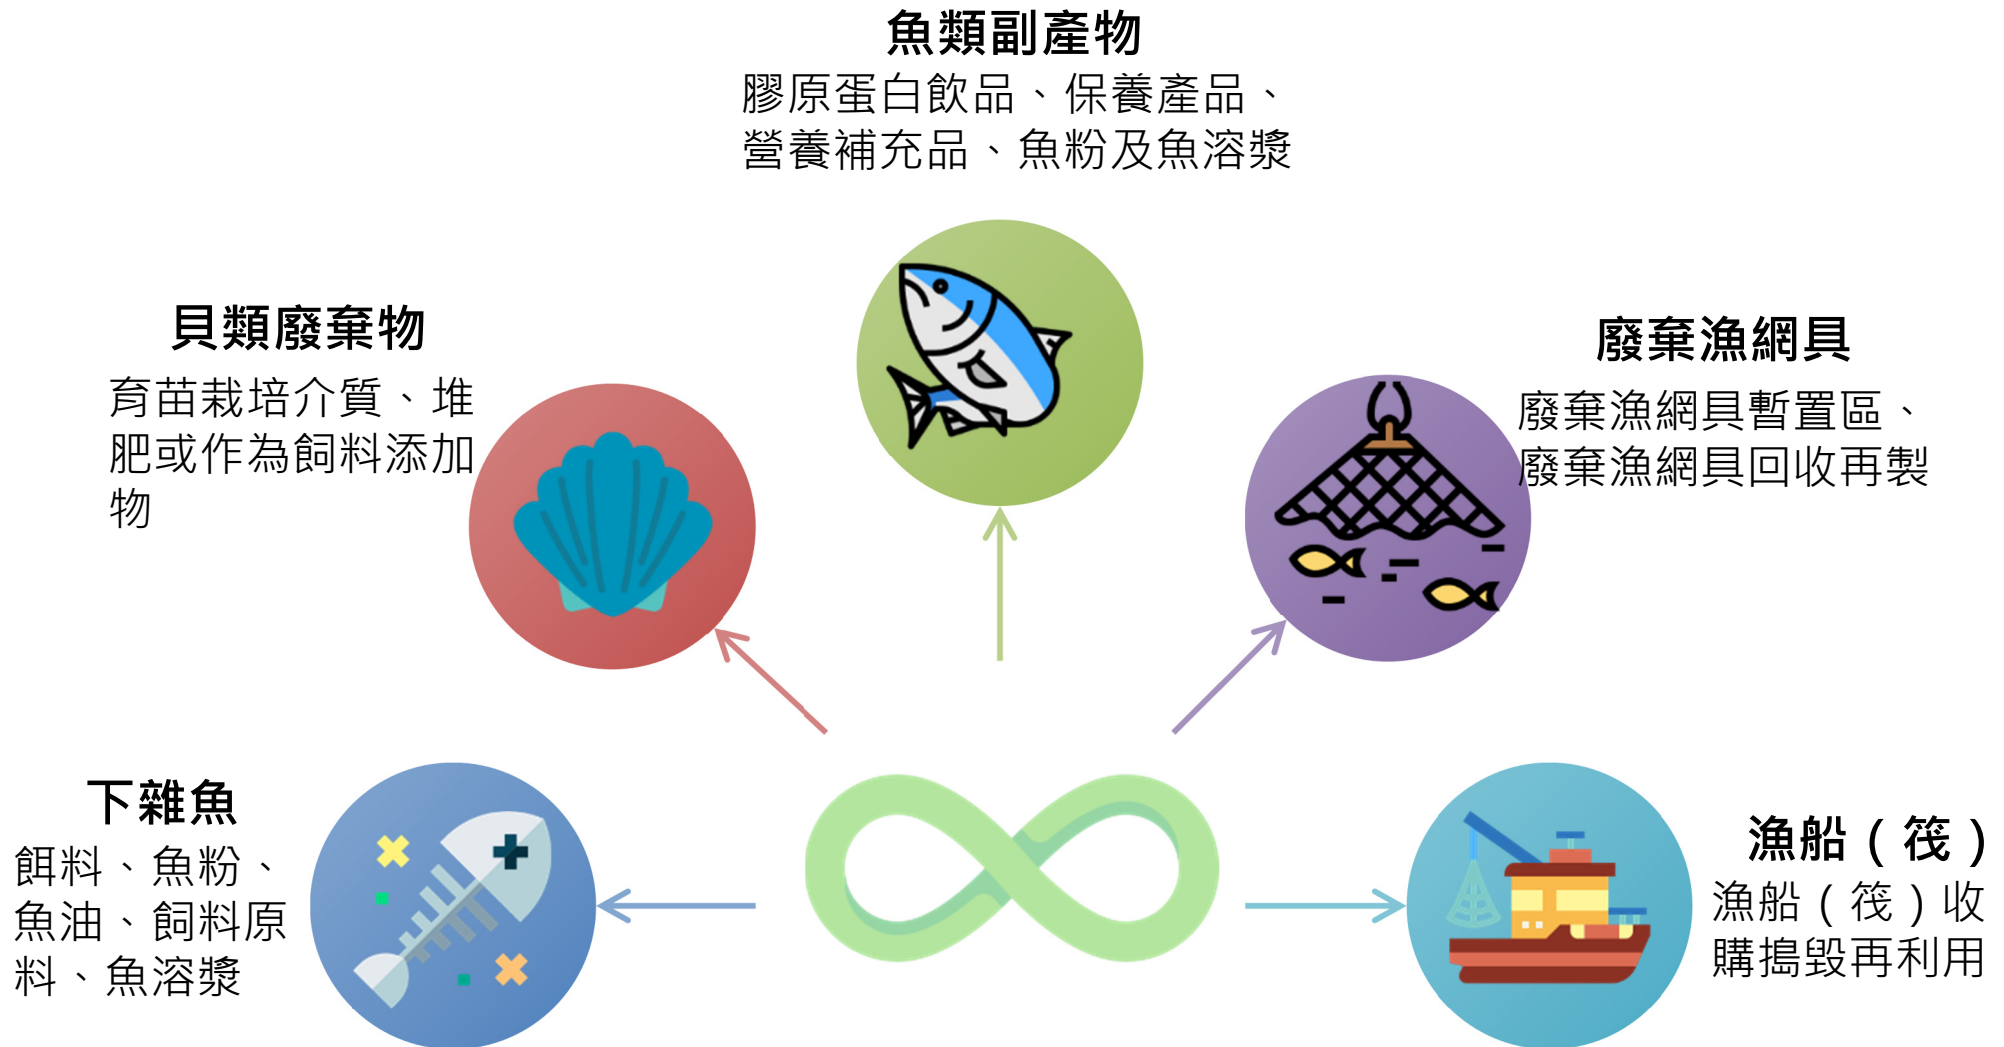 魚類副產物
膠原蛋白飲品、保養產品、
營養補充品、魚粉及魚溶漿
貝類廢棄物
育苗栽培介質、堆
肥或作為飼料添加
物
廢棄漁網具
廢棄漁網具暫置區、
廢棄漁網具回收再製
下雜魚
餌料、魚粉、
魚油、飼料原
料、魚溶漿
漁船（筏）
漁船（筏）收
購搗毀再利用